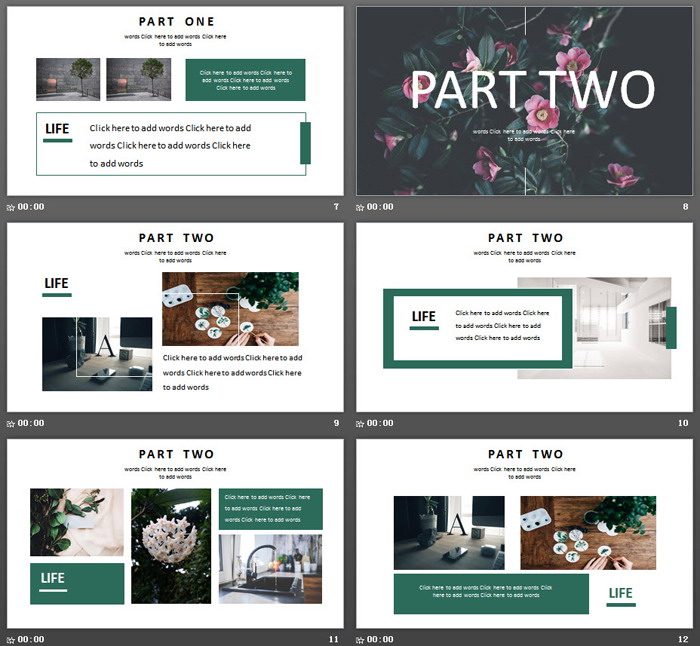 PART ONE
words Click here to add words Click here
to add words
Click here to add words Click here to
add words Click here to add words
Click here to add words
LIFE
Click here to add words Click here to add
words Click here to add words Click here
to add words
00:00
7
PART TWO
words Click here to add words Click here
to add words
00:00
8
PART TWO
words Click here to add words Click here
to add words
LIFE
A
Click here to add words Click here to add
words Click here to add words Click here
to add words
00:00
9
PART TWO
words Click here to add words Click here
to add words
LIFE
Click here to add words Click here
to add words Click here to add
words Click here to add words
00:00
10
PART TWO
words Click here to add words Click here
to add words
Click here to add words Click here
to add words Click here to add
words Click here to add words
LIFE
00:00
11
PART TWO
words Click here to add words Click here
to add words
A
Click here to add words Click here to add words Click
here to add words Click here to add words
LIFE
00:00
12